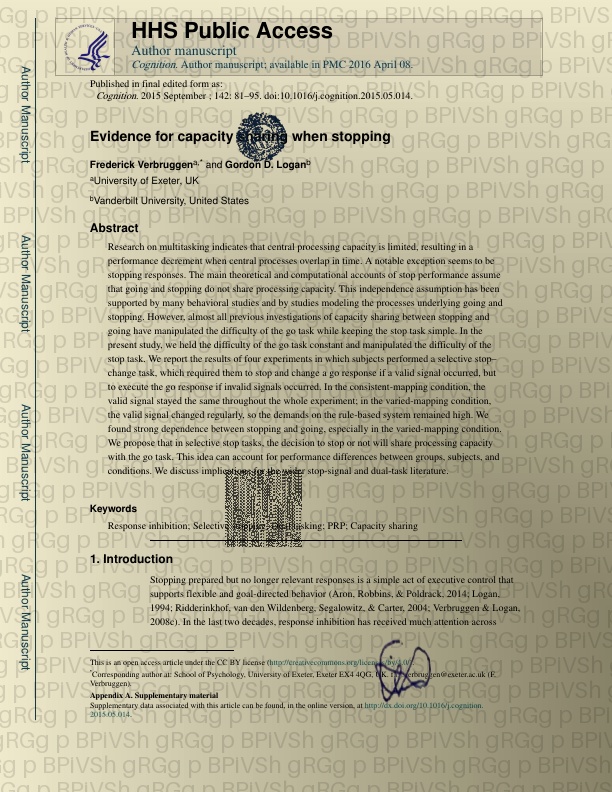 HHS Public Access
Author manuscript
Cognition. Author manuscript; available in PMC 2016 April 08.
Published in final edited form as:
Cognition. 2015 September ; 142: 81–95. doi:10.1016/j.cognition.2015.05.014.
Evidence for capacity sharing when stopping
Frederick Verbruggena,* and Gordon D. Loganb
aUniversity of Exeter, UK
bVanderbilt University, United States
Abstract
Research on multitasking indicates that central processing capacity is limited, resulting in a
performance decrement when central processes overlap in time. A notable exception seems to be
stopping responses. The main theoretical and computational accounts of stop performance assume
that going and stopping do not share processing capacity. This independence assumption has been
supported by many behavioral studies and by studies modeling the processes underlying going and
stopping. However, almost all previous investigations of capacity sharing between stopping and
going have manipulated the difficulty of the go task while keeping the stop task simple. In the
present study, we held the difficulty of the go task constant and manipulated the difficulty of the
stop task. We report the results of four experiments in which subjects performed a selective stop–
change task, which required them to stop and change a go response if a valid signal occurred, but
to execute the go response if invalid signals occurred. In the consistent-mapping condition, the
valid signal stayed the same throughout the whole experiment; in the varied-mapping condition,
the valid signal changed regularly, so the demands on the rule-based system remained high. We
found strong dependence between stopping and going, especially in the varied-mapping condition.
We propose that in selective stop tasks, the decision to stop or not will share processing capacity
with the go task. This idea can account for performance differences between groups, subjects, and
conditions. We discuss implications for the wider stop-signal and dual-task literature.
Keywords
Response inhibition; Selective stopping; Dual-tasking; PRP; Capacity sharing
1. Introduction
Stopping prepared but no longer relevant responses is a simple act of executive control that
supports flexible and goal-directed behavior (Aron, Robbins, & Poldrack, 2014; Logan,
1994; Ridderinkhof, van den Wildenberg, Segalowitz, & Carter, 2004; Verbruggen & Logan,
2008c). In the last two decades, response inhibition has received much attention across
This is an open access article under the CC BY license (http://creativecommons.org/licenses/by/4.0/).
*Corresponding author at: School of Psychology, University of Exeter, Exeter EX4 4QG, UK. f.l.j.verbruggen@exeter.ac.uk (F.
Verbruggen).
Appendix A. Supplementary material
Supplementary data associated with this article can be found, in the online version, at http://dx.doi.org/10.1016/j.cognition.
2015.05.014.
Author Manuscript
Author Manuscript
Author Manuscript
Author Manuscript